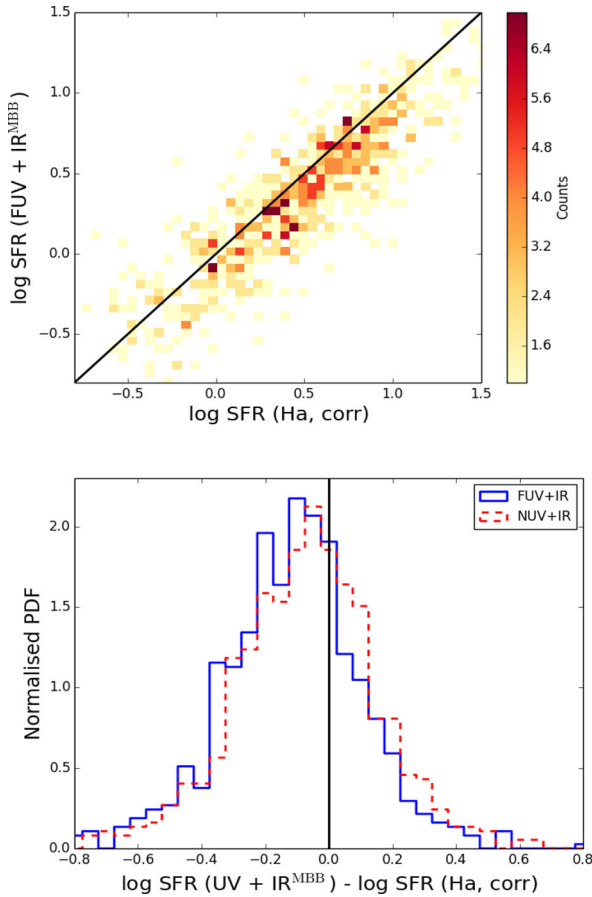 1.5
1.0
0.5
0.0
−0.5
log SFR (FUV + IR^MBB)
−0.5 0.0 0.5 1.0 1.5
log SFR (Ha, corr)
6.4
5.6
4.8
4.0
3.2
2.4
1.6
Counts
FUV+IR
NUV+IR
2.0
1.5
1.0
0.5
0.0
Normalised PDF
−0.8 −0.6 −0.4 −0.2 0.0 0.2 0.4 0.6 0.8
log SFR (UV + IR^MBB) - log SFR (Ha, corr)